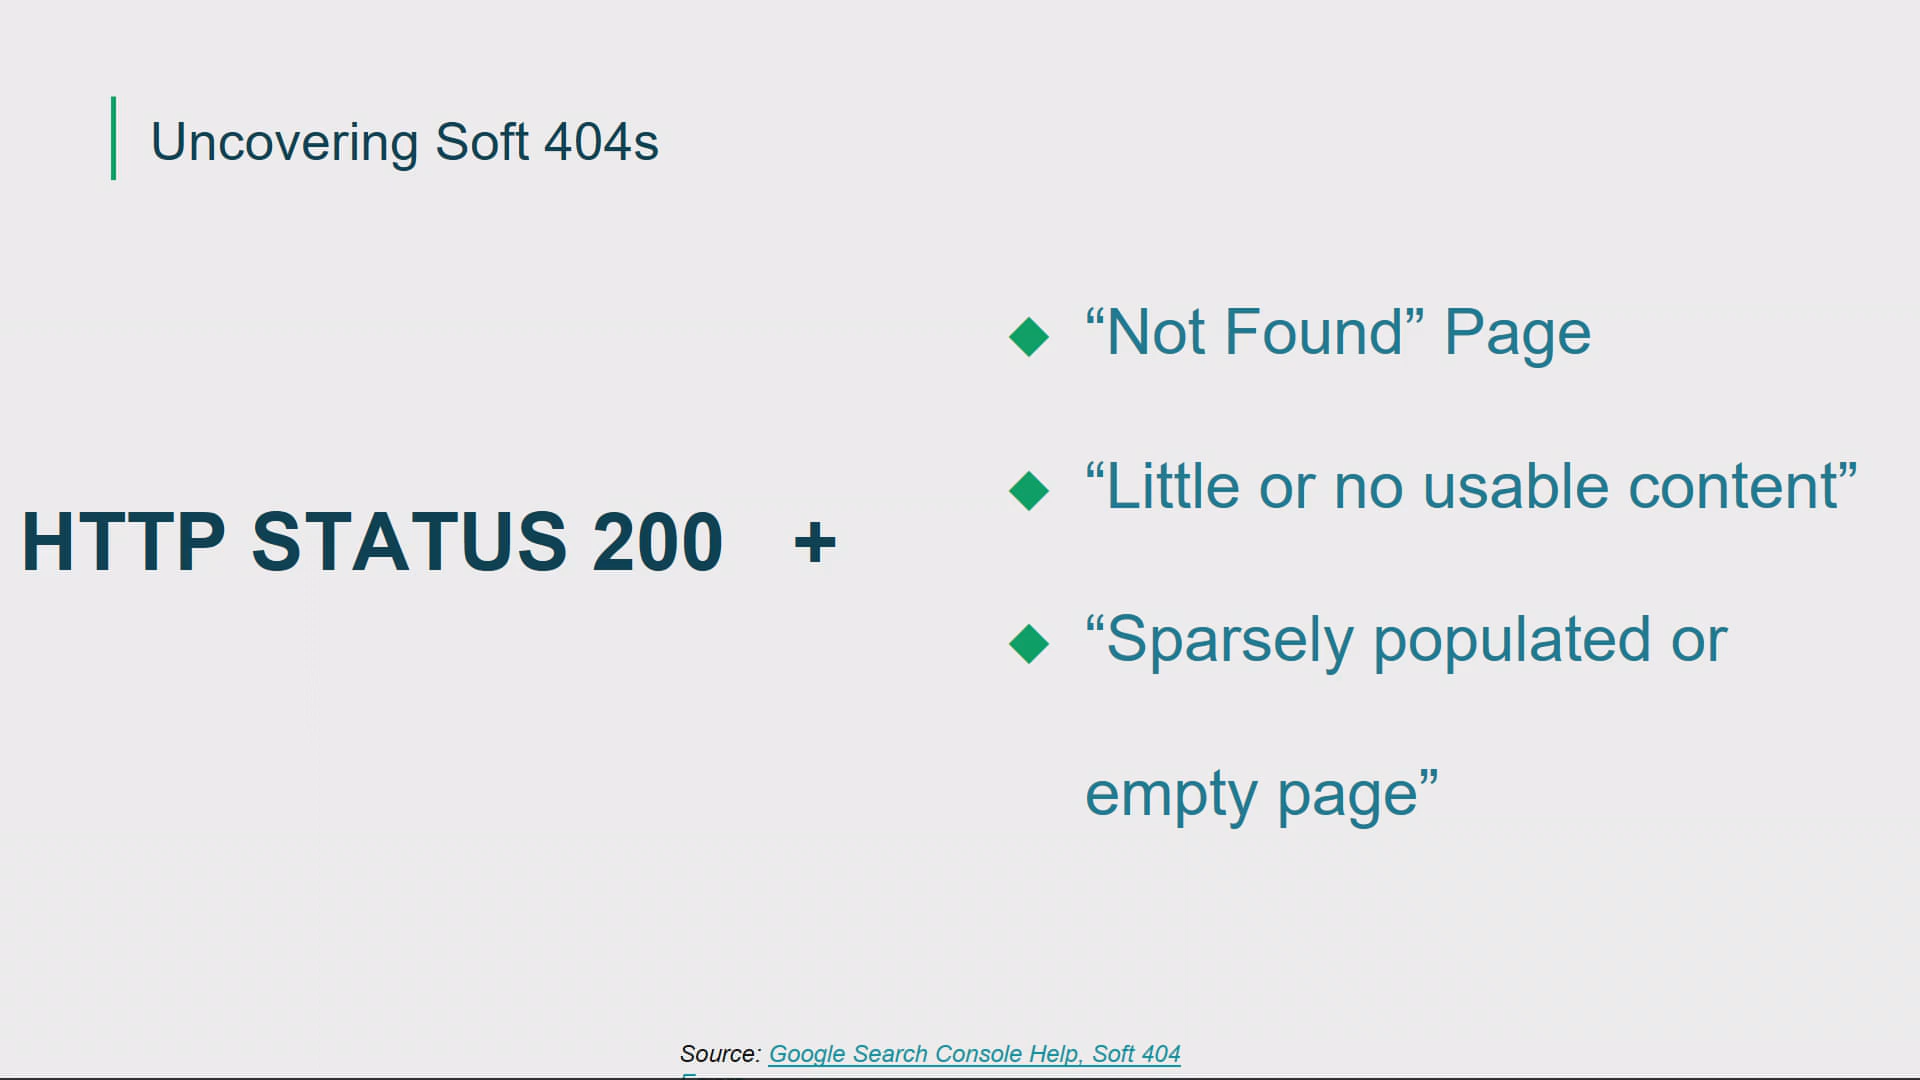 Uncovering Soft 404s
HTTP STATUS 200 +
“Not Found” Page
“Little or no usable content”
“Sparsely populated or
empty page”
Source: Google Search Console Help, Soft 404